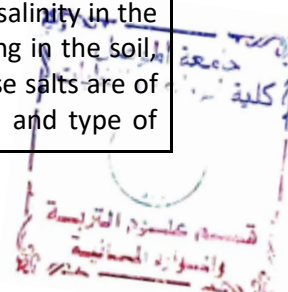 salinity in the
ng in the soil,
se salts are of
and type of
جامعة
كلية
قسم علوم التربة
والموارد المائية